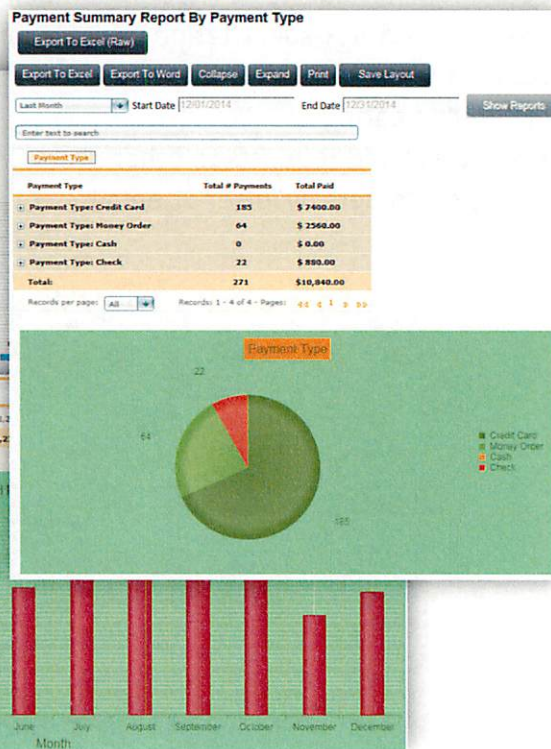 Payment Summary Report By Payment Type
Export To Excel (Raw)
Export To Excel Export To Word Collapse Expand Print Save Layout
Last Month Start Date 12/01/2014 End Date 12/31/2014 Show Reports
Enter text to search
Payment Type
Payment Type Total # Payments Total Paid
Payment Type: Credit Card 185 $ 7400.00
Payment Type: Money Order 64 $ 2560.00
Payment Type: Cash 0 $ 0.00
Payment Type: Check 22 $ 880.00
Total: 271 $10,840.00
Records per page: All Records: 1 - 4 of 4 - Pages: << < 1 > >>
Payment Type
22
64
185
Credit Card
Money Order
Cash
Check
June July August September October November December
Month